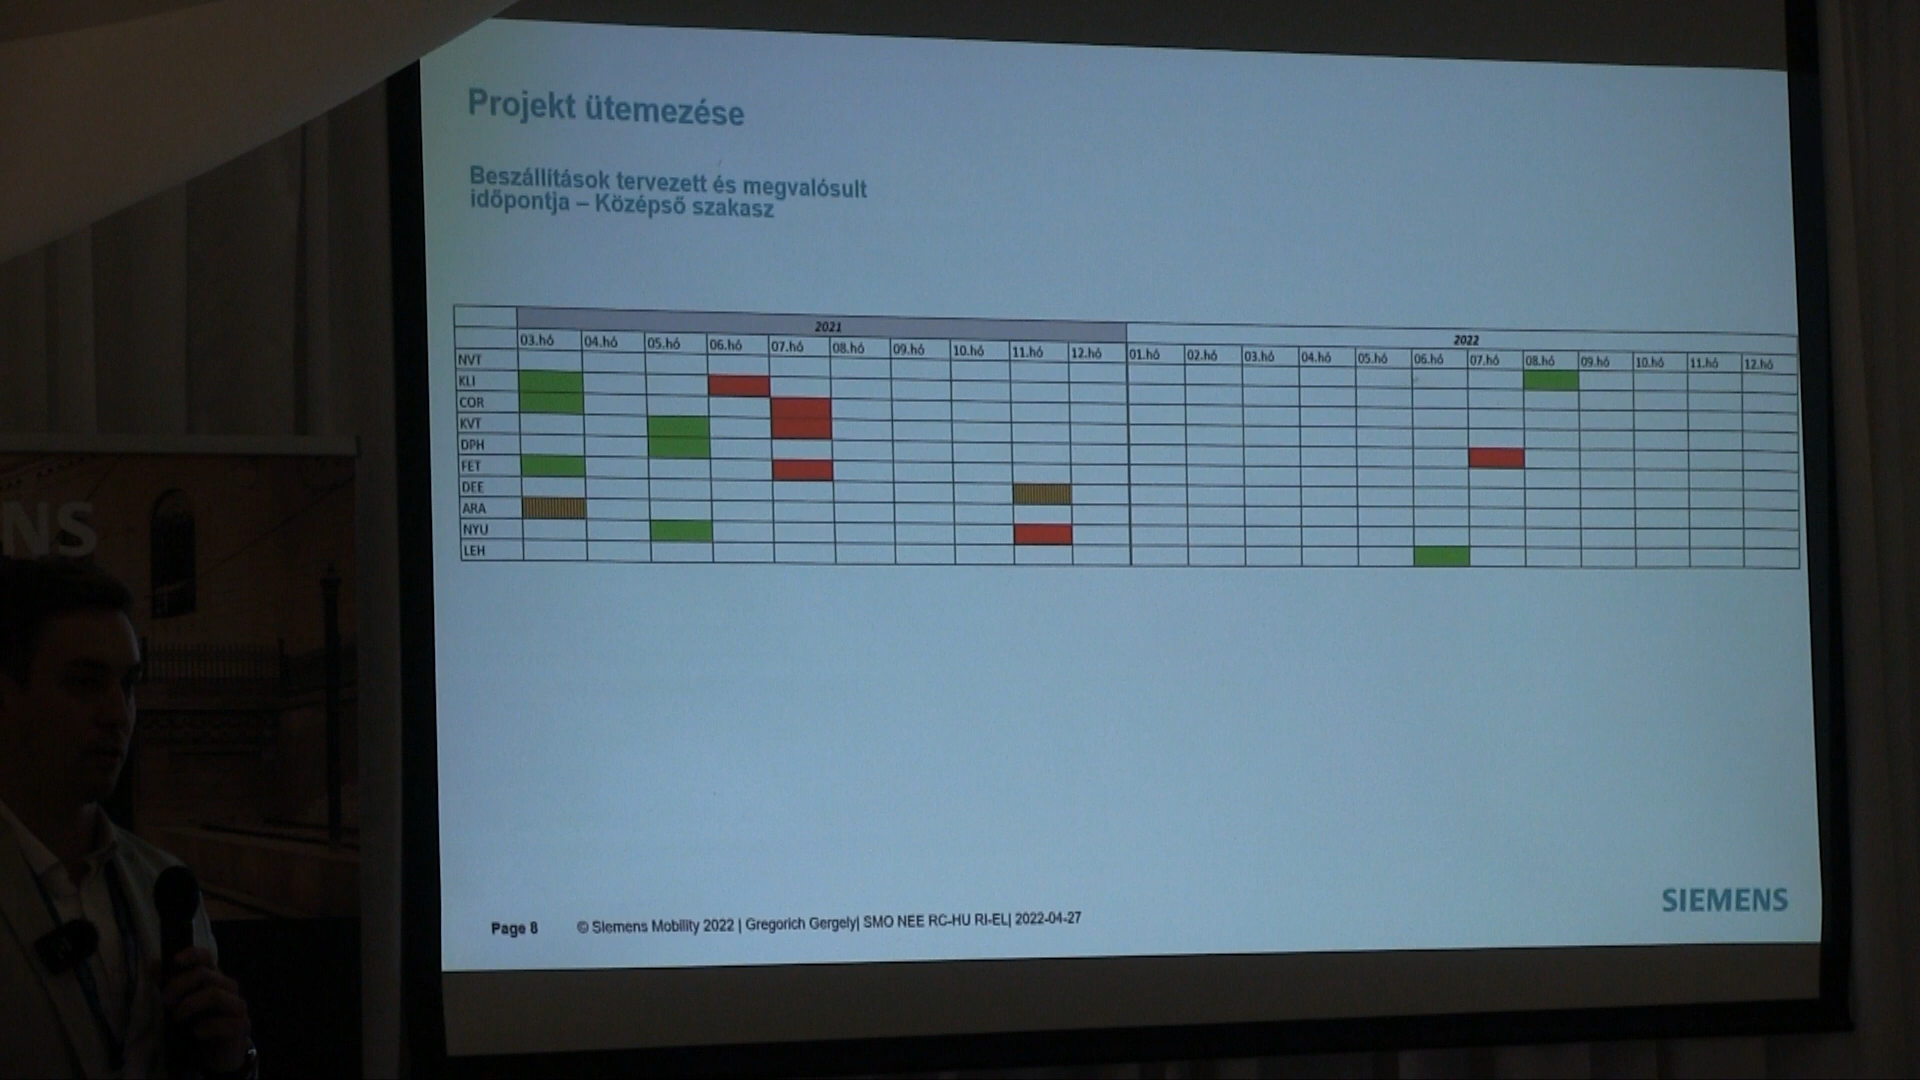 Projekt ütemezése
Beszállítások tervezett és megvalósult
időpontja – Középső szakasz
2021 2022
03.hó 04.hó 05.hó 06.hó 07.hó 08.hó 09.hó 10.hó 11.hó 12.hó 01.hó 02.hó 03.hó 04.hó 05.hó 06.hó 07.hó 08.hó 09.hó 10.hó 11.hó 12.hó
NVT
KLI
COR
KVT
DPH
FET
DEE
ARA
NYU
LEH
NS
SIEMENS
Page 8 © Siemens Mobility 2022 | Gregorich Gergely| SMO NEE RC-HU RI-EL| 2022-04-27